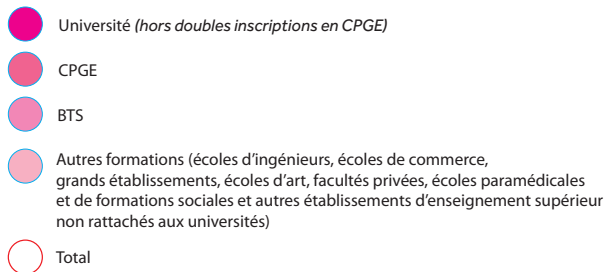 Université (hors doubles inscriptions en CPGE)
CPGE
BTS
Autres formations (écoles d'ingénieurs, écoles de commerce,
grands établissements, écoles d'art, facultés privées, écoles paramédicales
et de formations sociales et autres établissements d'enseignement supérieur
non rattachés aux universités)
Total